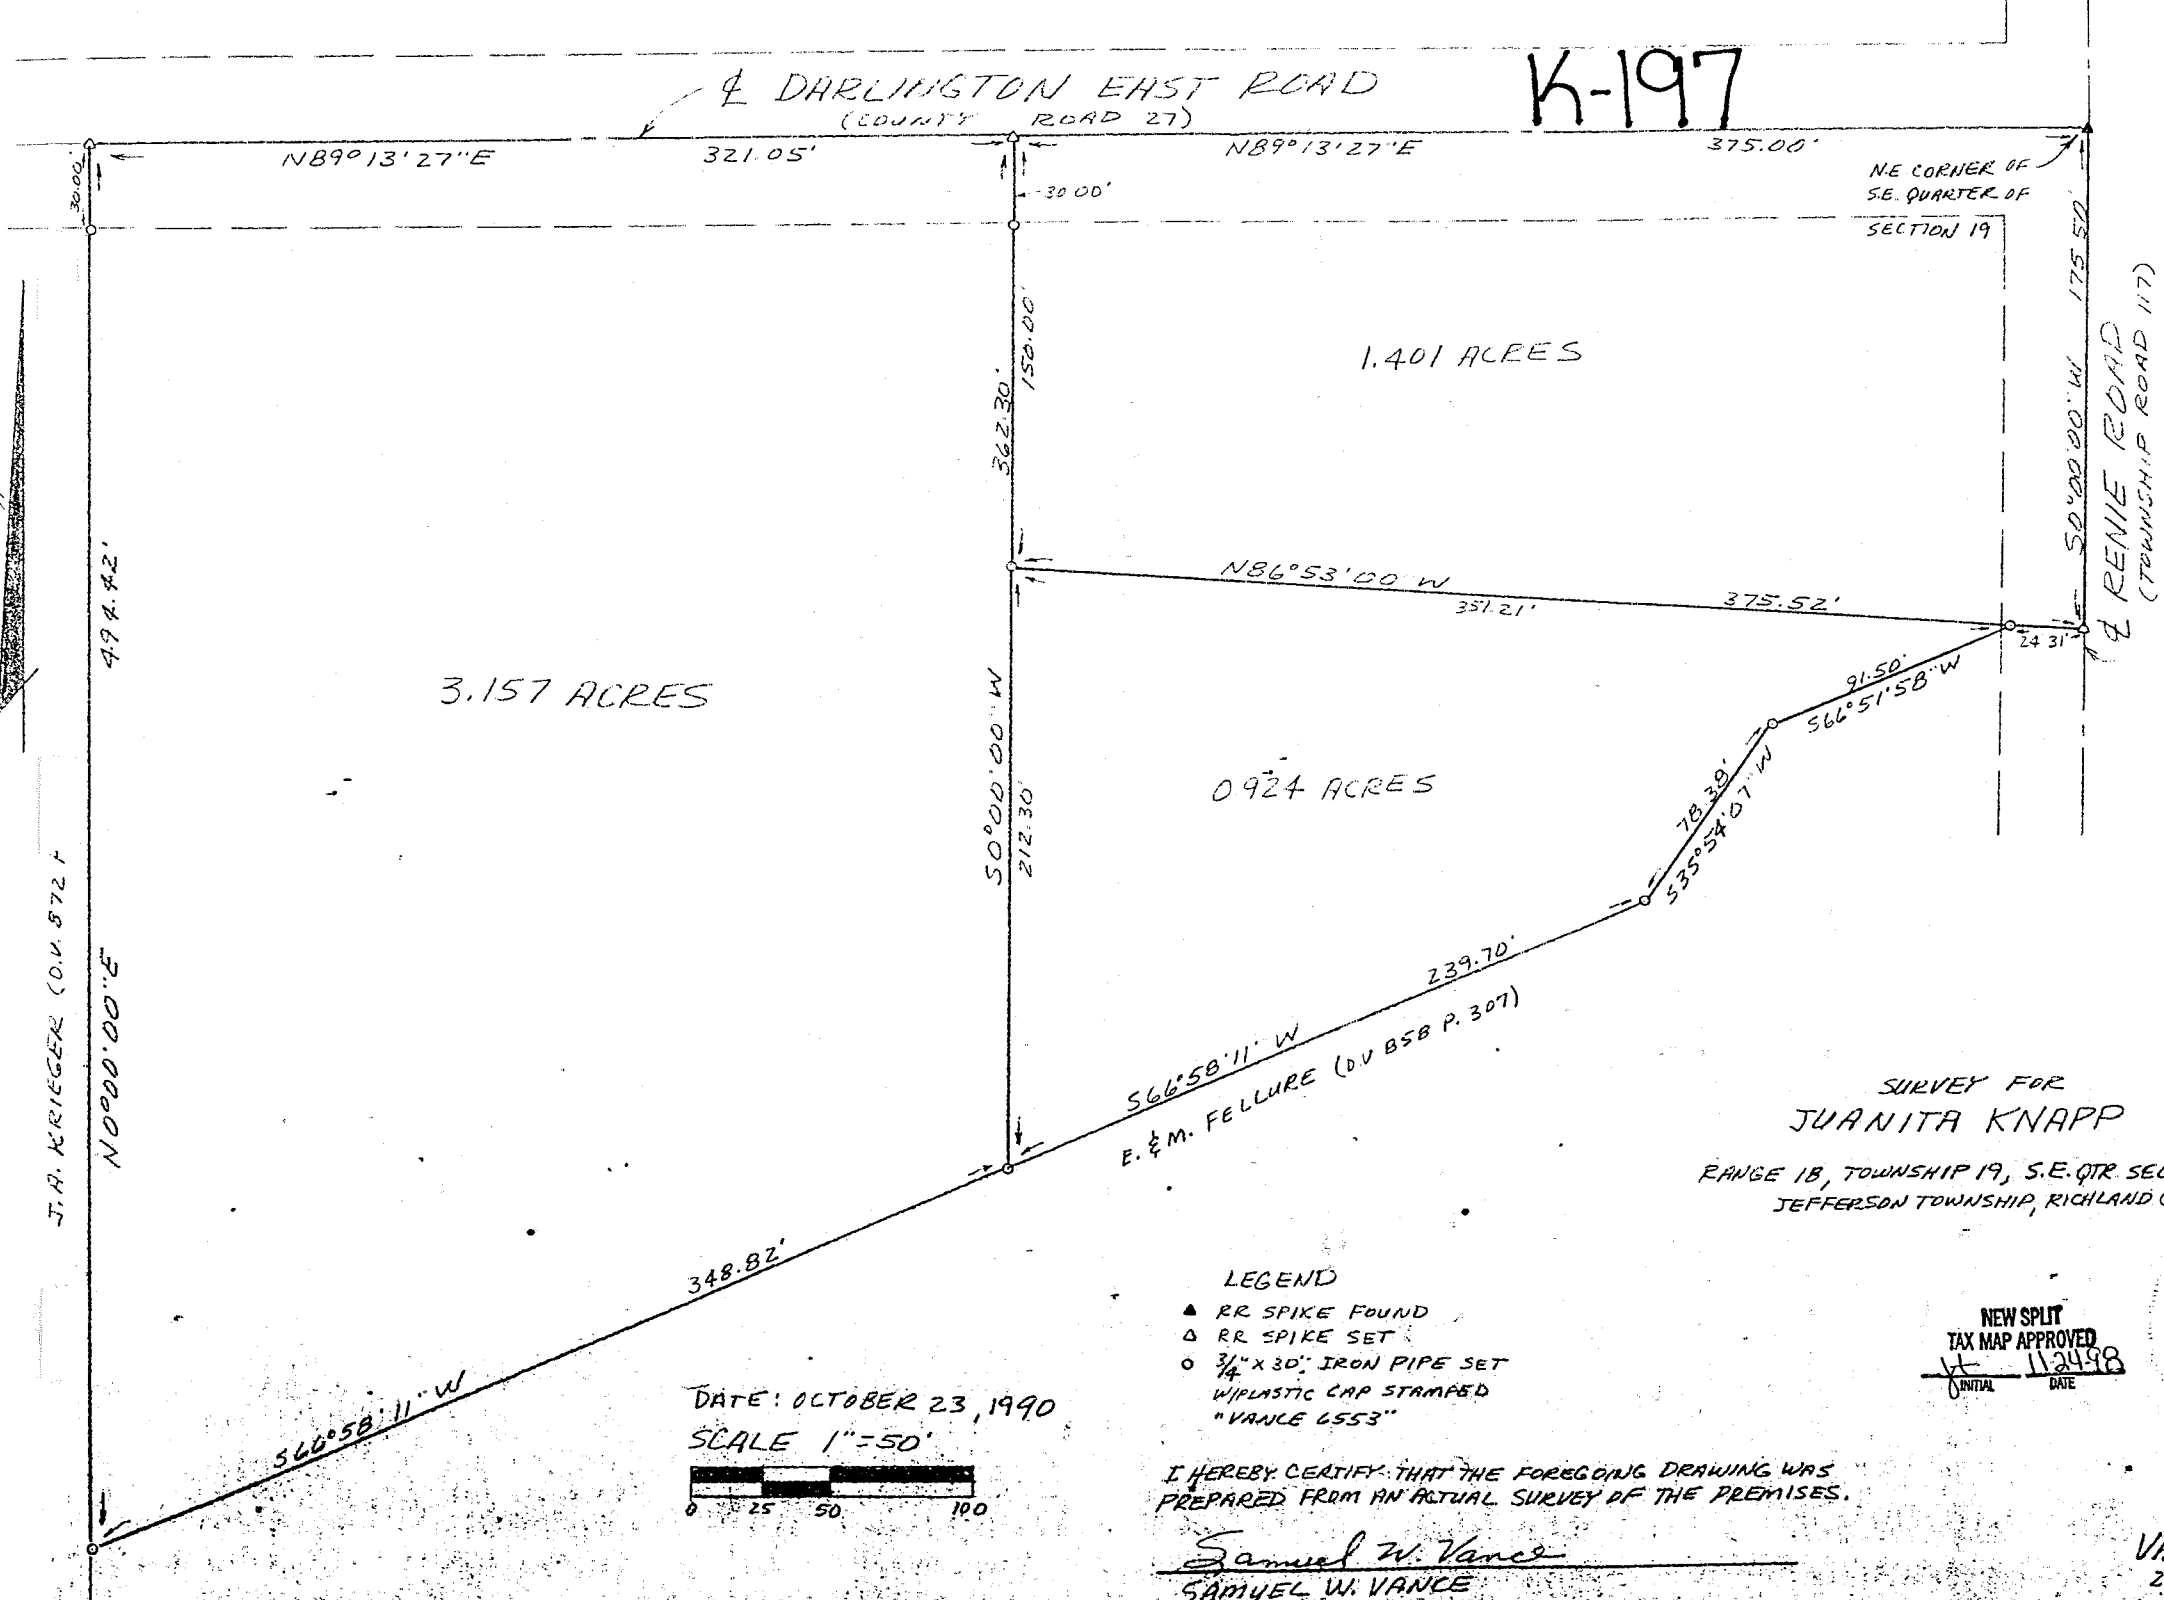 K-197
℄ DARLINGTON EAST ROAD
(COUNTY ROAD 27)
N89°13'27"E 321.05'
N89°13'27"E 375.00'
30.00'
30.00'
N.E. CORNER OF
S.E. QUARTER OF
SECTION 19
S0°00'00"W 175.50'
℄ RENIE ROAD
(TOWNSHIP ROAD 117)
1.401 ACRES
150.00'
362.30'
N86°53'00"W 375.52'
351.21'
24.31'
91.50'
S66°51'58"W
78.38'
S35°54'07"W
494.42'
N0°00'00"E
3.157 ACRES
S0°00'00"W
212.30'
0.924 ACRES
J.A. KRIEGER (D.V. 872 P
239.70'
S66°58'11"W
E. & M. FELLURE (D.V. 858 P. 307)
348.82'
S66°58'11"W
SURVEY FOR
JUANITA KNAPP
RANGE 18, TOWNSHIP 19, S.E. QTR. SEC
JEFFERSON TOWNSHIP, RICHLAND
LEGEND
▲ RR SPIKE FOUND
△ RR SPIKE SET
○ 3/4" X 30" IRON PIPE SET
W/PLASTIC CAP STAMPED
"VANCE 6553"
NEW SPLIT
TAX MAP APPROVED
11-24-98
INITIAL DATE
DATE: OCTOBER 23, 1990
SCALE 1"=50'
0 25 50 100
I HEREBY CERTIFY THAT THE FOREGOING DRAWING WAS
PREPARED FROM AN ACTUAL SURVEY OF THE PREMISES.
Samuel W. Vance
SAMUEL W. VANCE